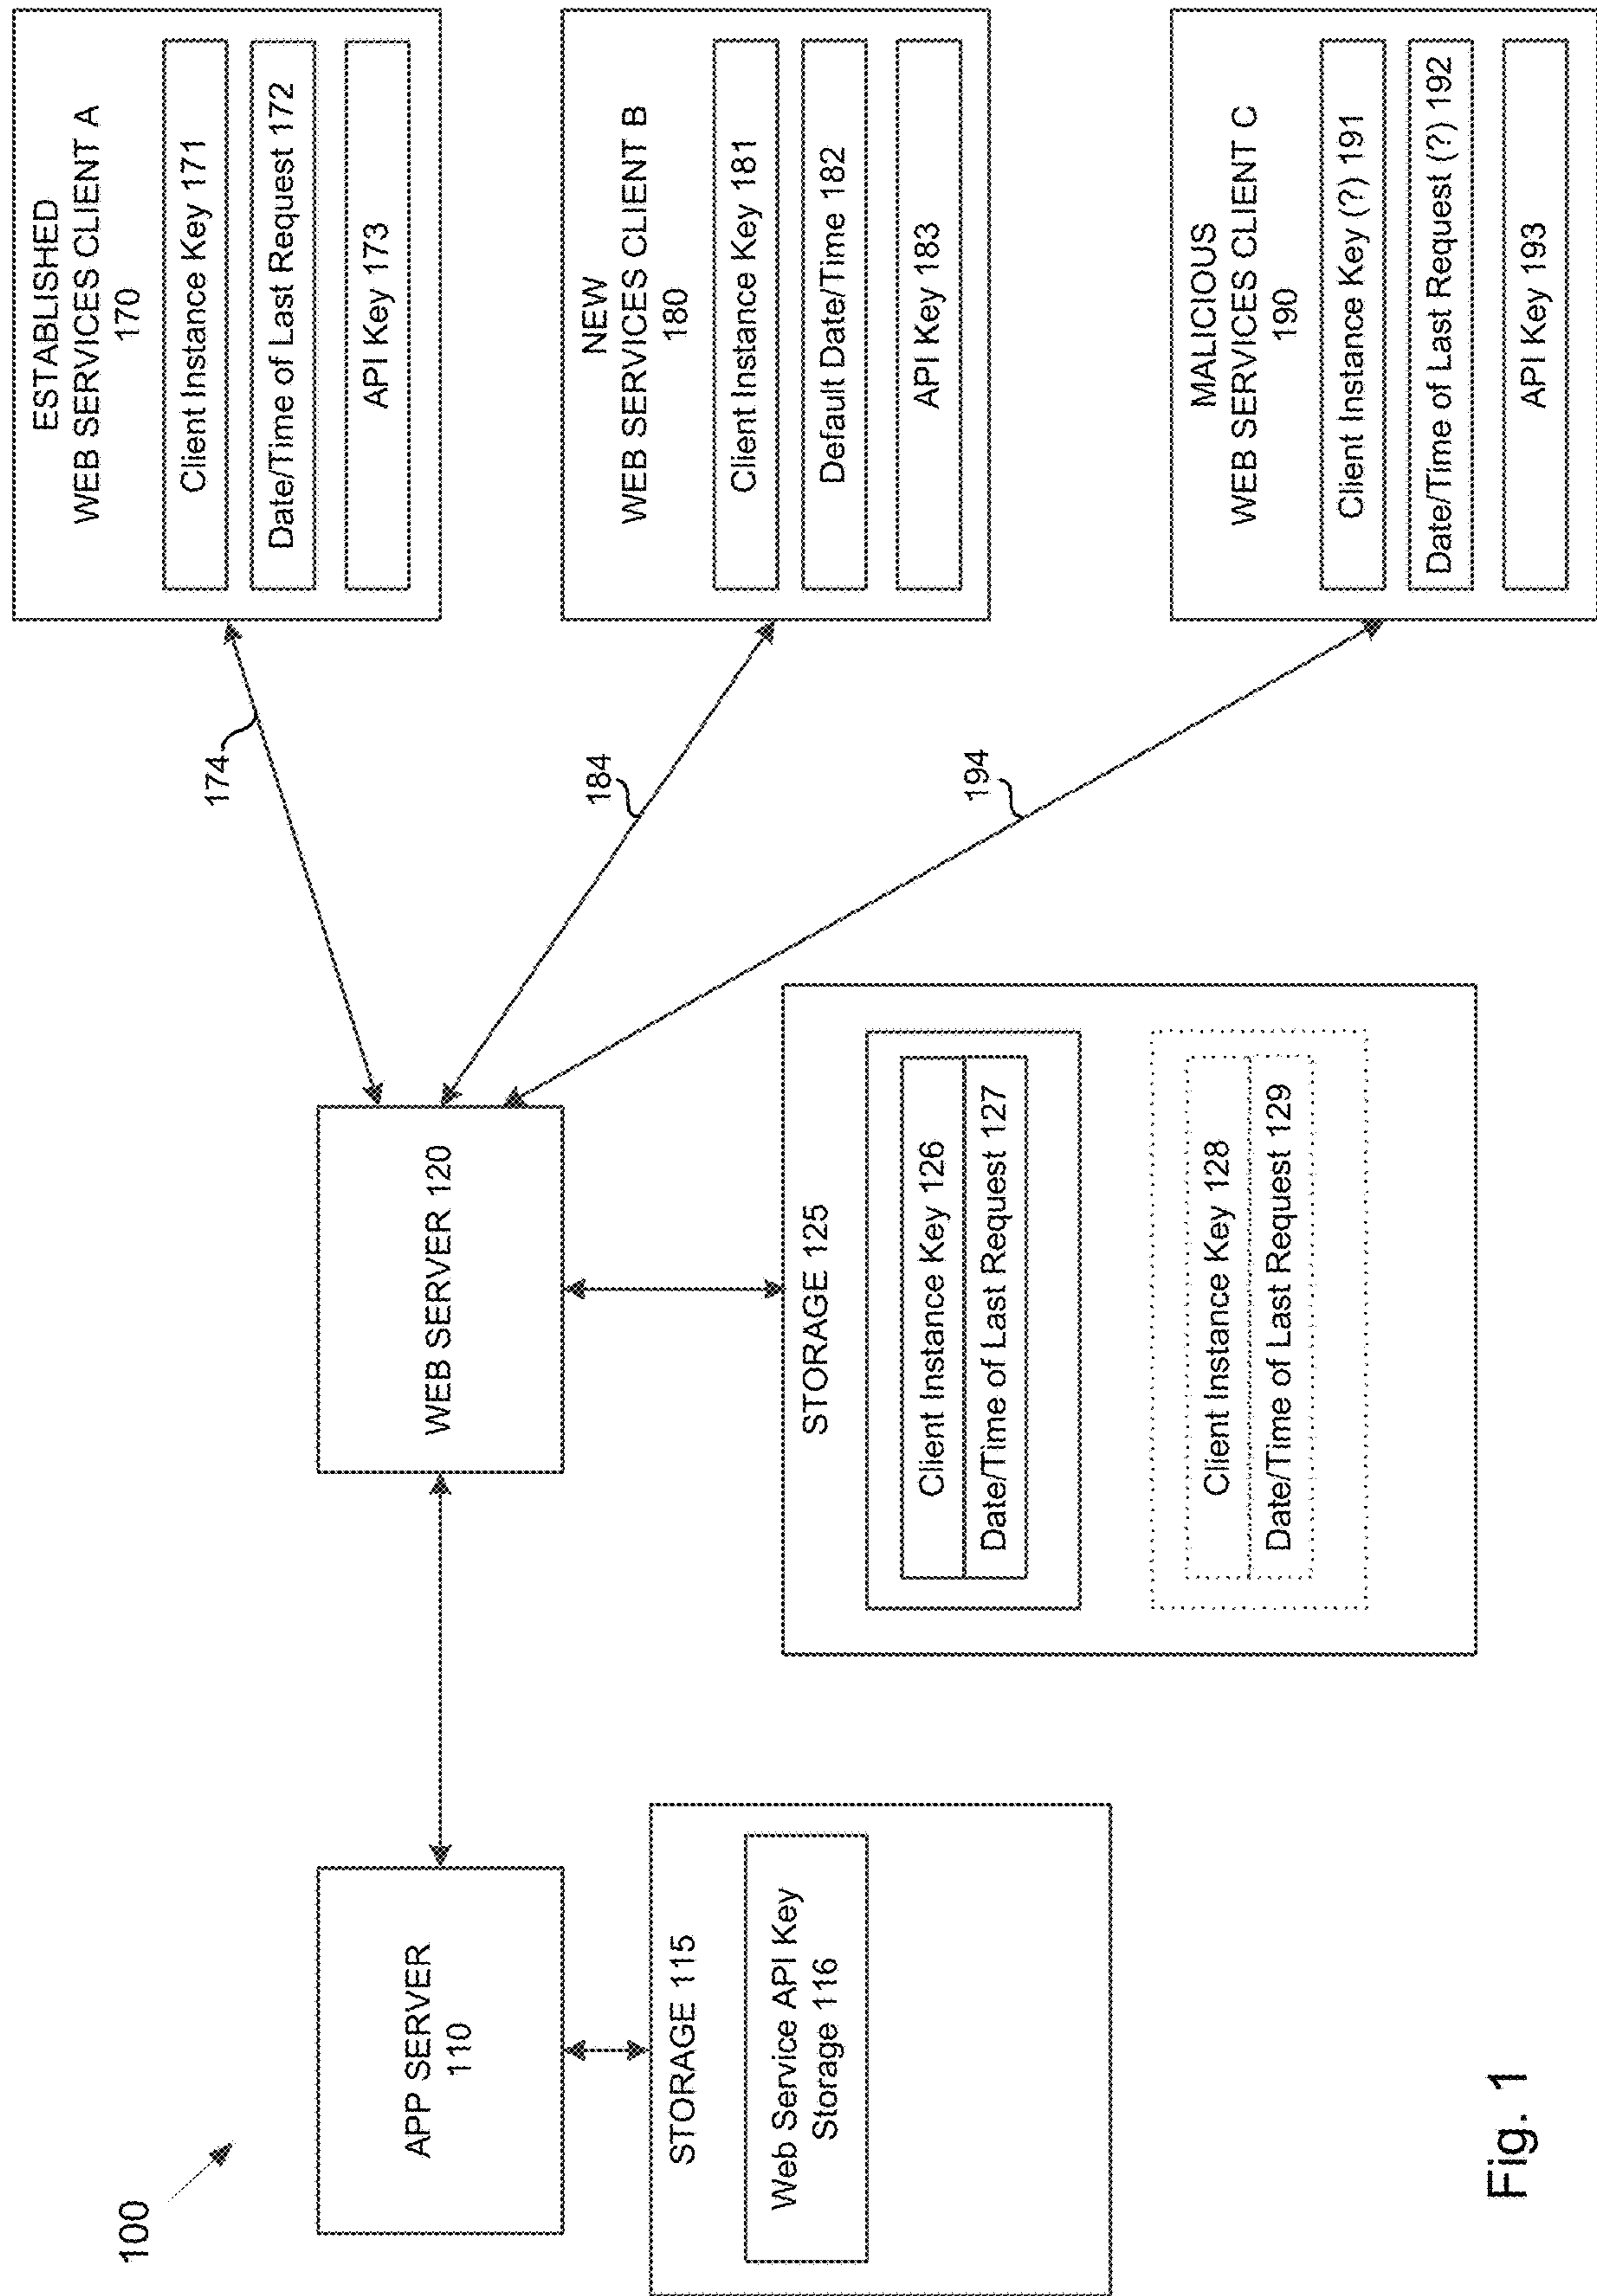 100
APP SERVER
110
STORAGE 115
Web Service API Key
Storage 116
WEB SERVER 120
STORAGE 125
Client Instance Key 126
Date/Time of Last Request 127
Client Instance Key 128
Date/Time of Last Request 129
174
184
194
ESTABLISHED
WEB SERVICES CLIENT A
170
Client Instance Key 171
Date/Time of Last Request 172
API Key 173
NEW
WEB SERVICES CLIENT B
180
Client Instance Key 181
Default Date/Time 182
API Key 183
MALICIOUS
WEB SERVICES CLIENT C
190
Client Instance Key (?) 191
Date/Time of Last Request (?) 192
API Key 193
Fig. 1